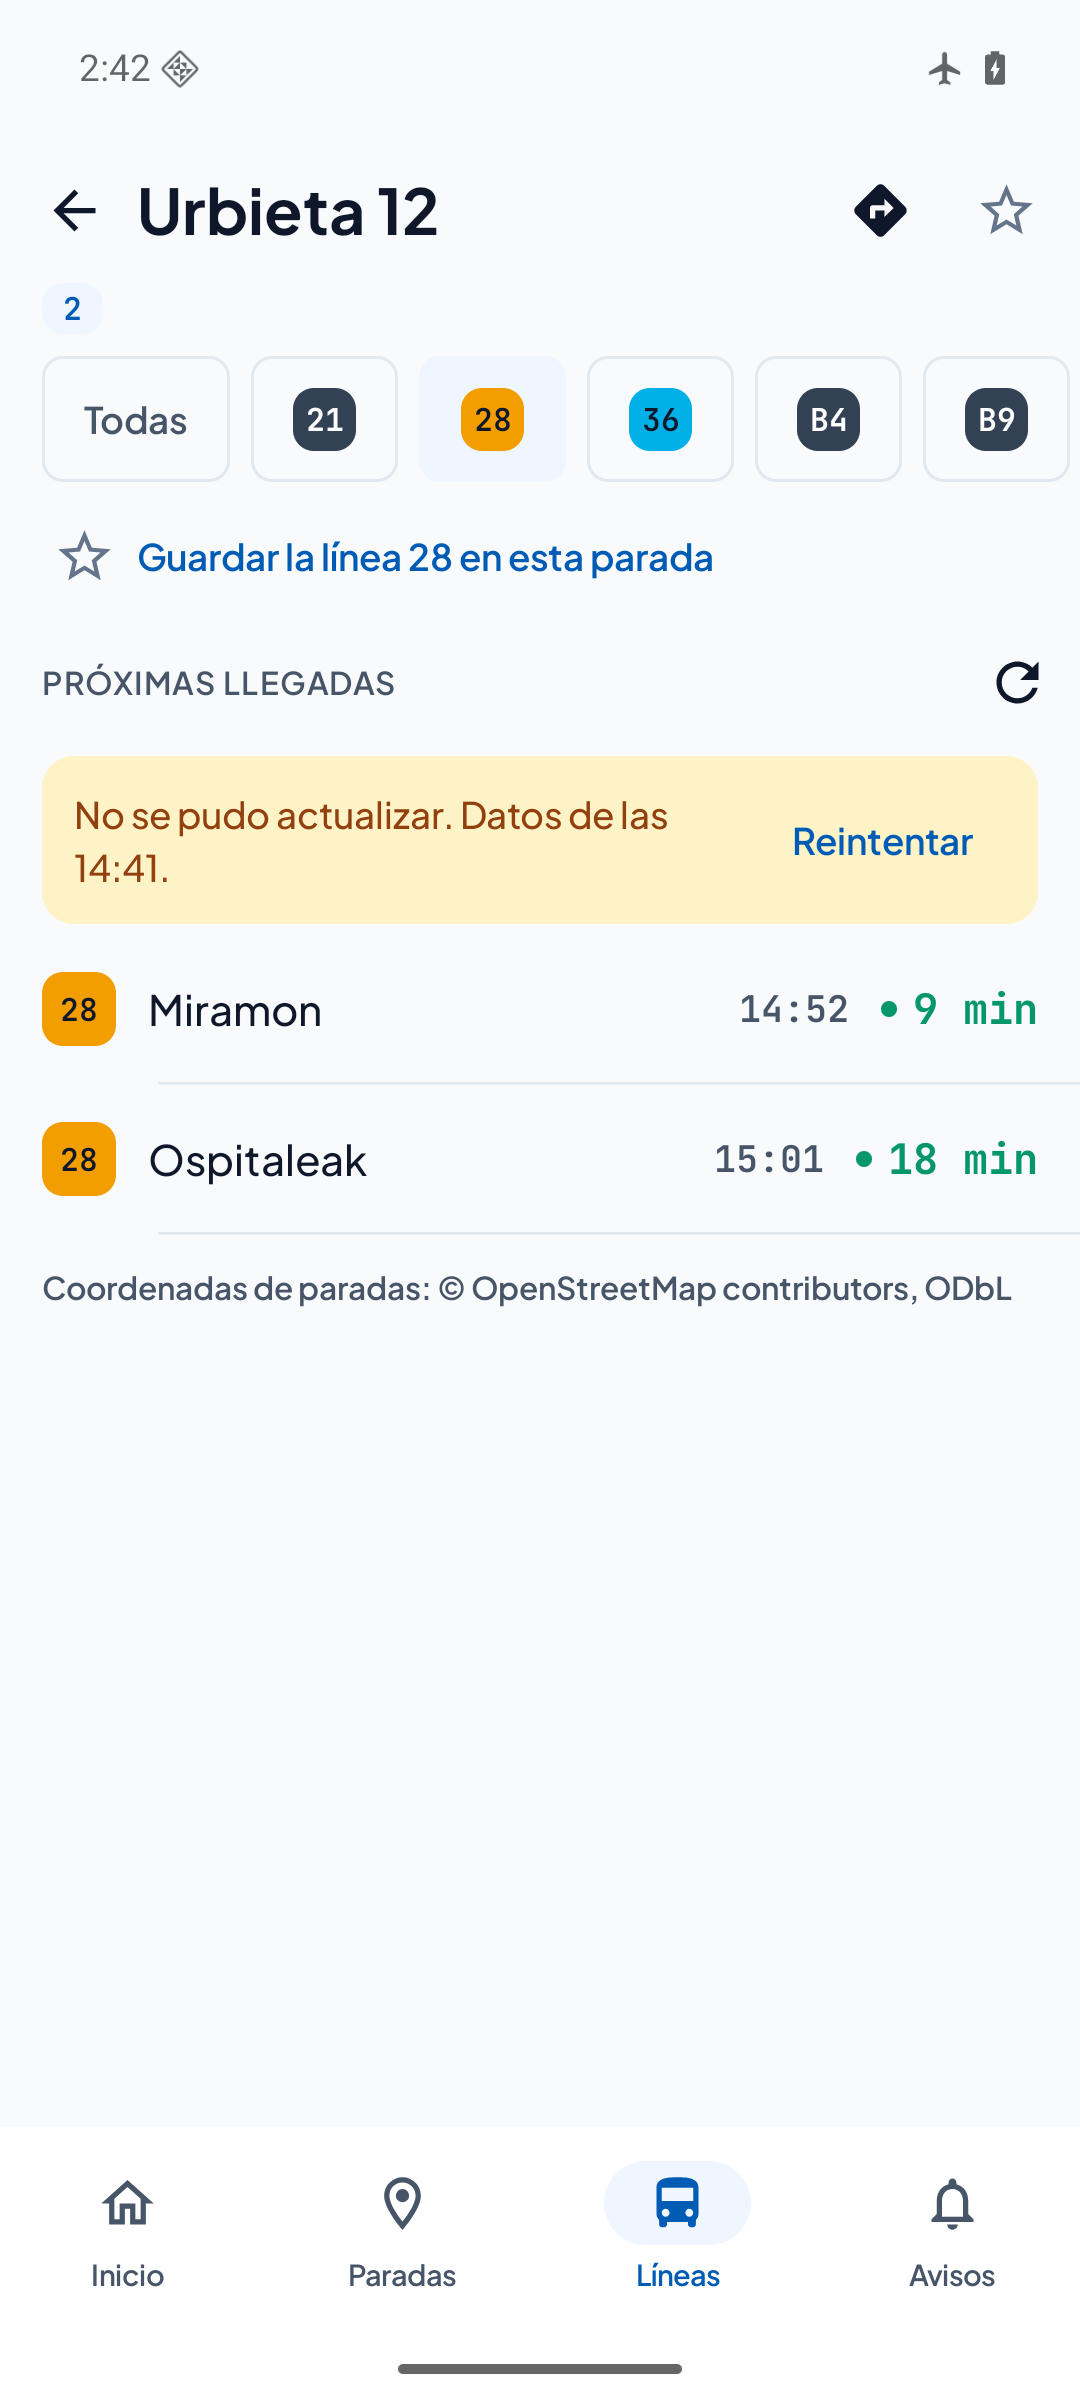 2:42
Urbieta 12
2
Todas 21 28 36 B4 B9
Guardar la línea 28 en esta parada
PRÓXIMAS LLEGADAS
No se pudo actualizar. Datos de las
14:41.
Reintentar
28 Miramon 14:52 • 9 min
28 Ospitaleak 15:01 • 18 min
Coordenadas de paradas: © OpenStreetMap contributors, ODbL
Inicio Paradas Líneas Avisos